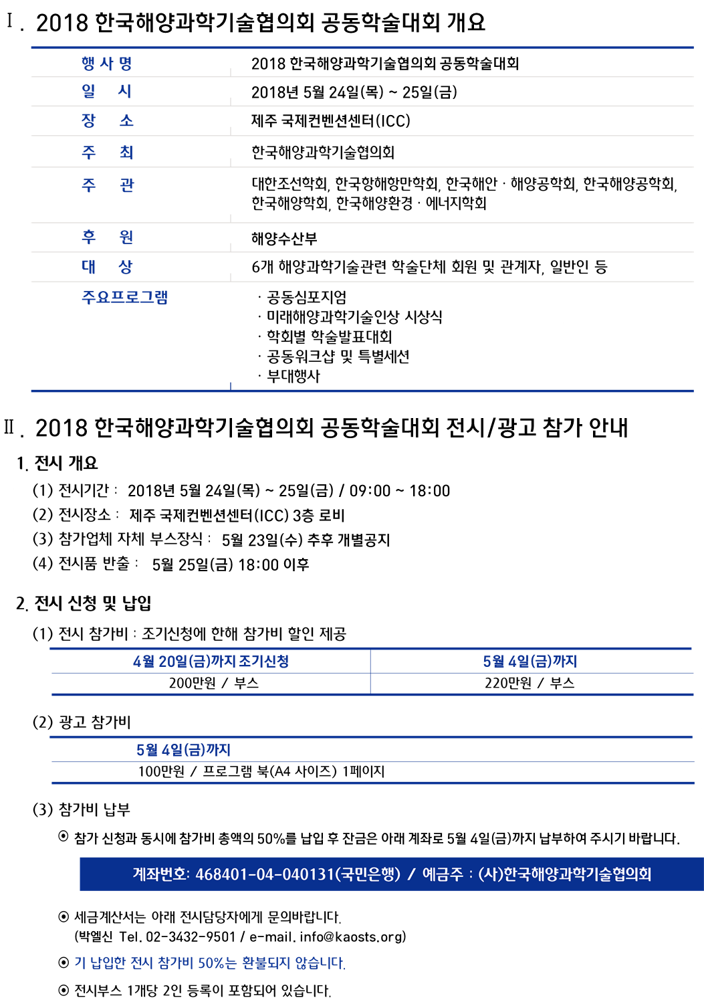 Ⅰ. 2018 한국해양과학기술협의회 공동학술대회 개요
행 사 명 2018 한국해양과학기술협의회 공동학술대회
일 시 2018년 5월 24일(목) ~ 25일(금)
장 소 제주 국제컨벤션센터(ICC)
주 최 한국해양과학기술협의회
주 관 대한조선학회, 한국항해항만학회, 한국해안·해양공학회, 한국해양공학회,
한국해양학회, 한국해양환경·에너지학회
후 원 해양수산부
대 상 6개 해양과학기술관련 학술단체 회원 및 관계자, 일반인 등
주요프로그램 · 공동심포지엄
· 미래해양과학기술인상 시상식
· 학회별 학술발표대회
· 공동워크샵 및 특별세션
· 부대행사
Ⅱ. 2018 한국해양과학기술협의회 공동학술대회 전시/광고 참가 안내
1. 전시 개요
(1) 전시기간 : 2018년 5월 24일(목) ~ 25일(금) / 09:00 ~ 18:00
(2) 전시장소 : 제주 국제컨벤션센터(ICC) 3층 로비
(3) 참가업체 자체 부스장식 : 5월 23일(수) 추후 개별공지
(4) 전시품 반출 : 5월 25일(금) 18:00 이후
2. 전시 신청 및 납입
(1) 전시 참가비 : 조기신청에 한해 참가비 할인 제공
4월 20일(금)까지 조기신청 5월 4일(금)까지
200만원 / 부스 220만원 / 부스
(2) 광고 참가비
5월 4일(금)까지
100만원 / 프로그램 북(A4 사이즈) 1페이지
(3) 참가비 납부
◉ 참가 신청과 동시에 참가비 총액의 50%를 납입 후 잔금은 아래 계좌로 5월 4일(금)까지 납부하여 주시기 바랍니다.
계좌번호: 468401-04-040131(국민은행) / 예금주 : (사)한국해양과학기술협의회
◉ 세금계산서는 아래 전시담당자에게 문의바랍니다.
(박엘신 Tel. 02-3432-9501 / e-mail. info@kaosts.org)
◉ 기 납입한 전시 참가비 50%는 환불되지 않습니다.
◉ 전시부스 1개당 2인 등록이 포함되어 있습니다.